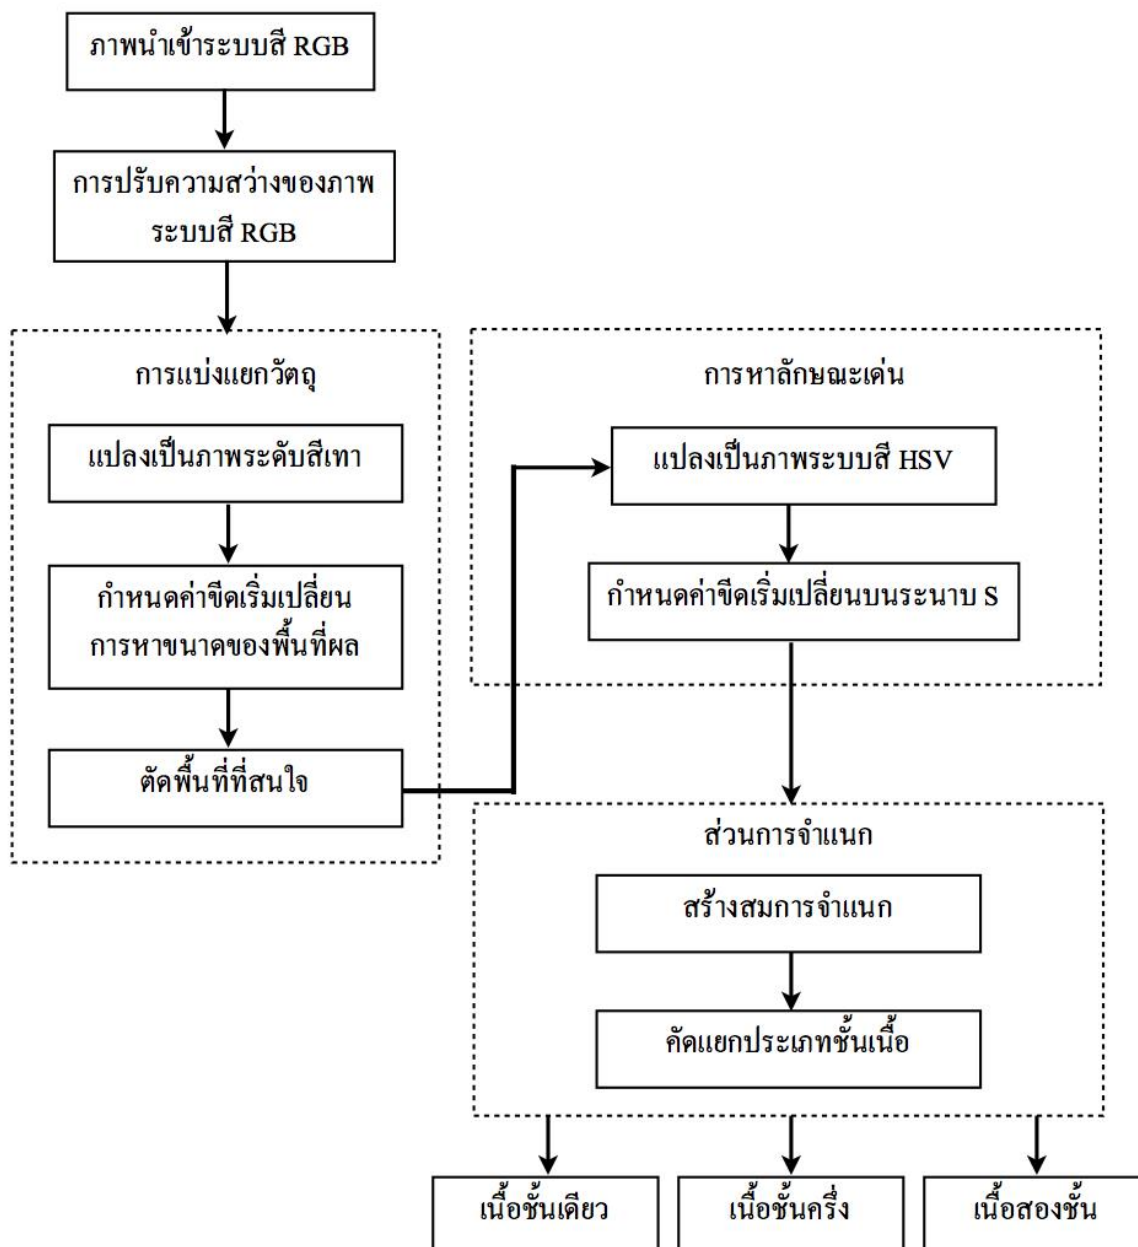 ภาพนำเข้าระบบสี RGB
การปรับความสว่างของภาพ
ระบบสี RGB
การแบ่งแยกวัตถุ
แปลงเป็นภาพระดับสีเทา
กำหนดค่าขีดเริ่มเปลี่ยน
การหาขนาดของพื้นที่ผล
ตัดพื้นที่ที่สนใจ
การหาลักษณะเด่น
แปลงเป็นภาพระบบสี HSV
กำหนดค่าขีดเริ่มเปลี่ยนบนระนาบ S
ส่วนการจำแนก
สร้างสมการจำแนก
คัดแยกประเภทชั้นเนื้อ
เนื้อชั้นเดียว
เนื้อชั้นครึ่ง
เนื้อสองชั้น